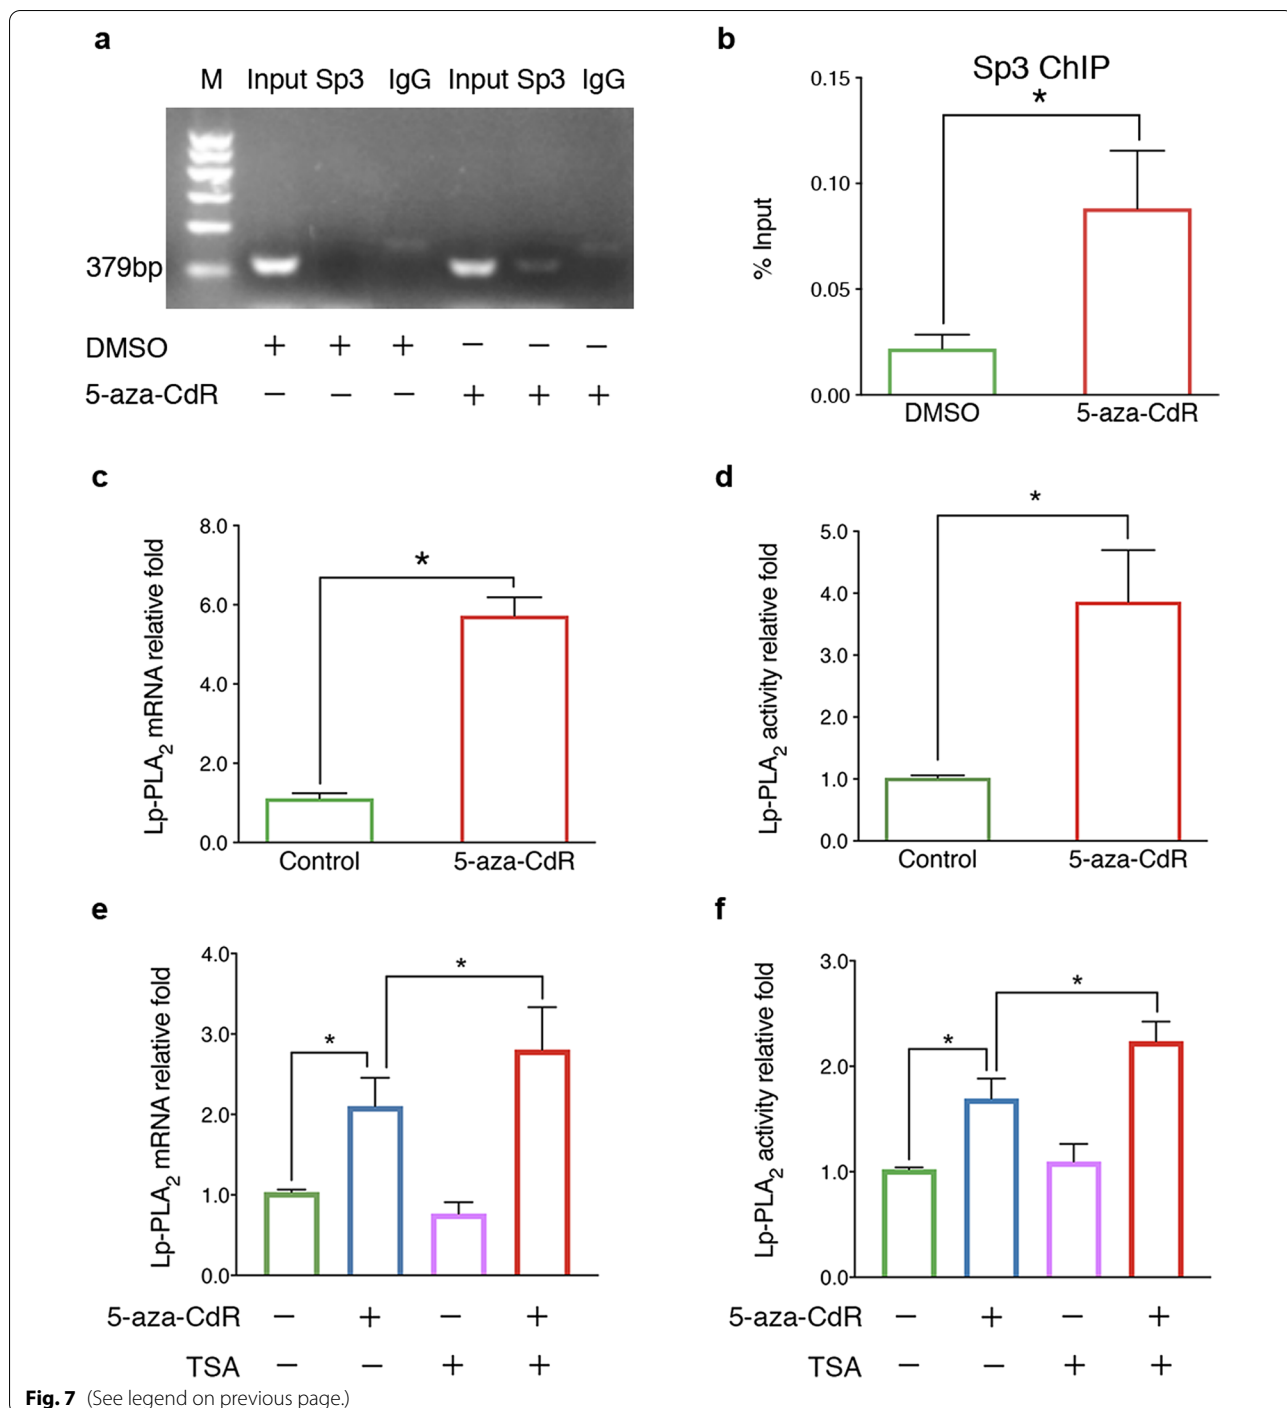 a
M Input Sp3 IgG Input Sp3 IgG
379bp
DMSO + + + − − −
5-aza-CdR − − − + + +
b
Sp3 ChIP
*
% Input
0.15
0.10
0.05
0.00
DMSO 5-aza-CdR
c
Lp-PLA2 mRNA relative fold
8.0
6.0
4.0
2.0
0.0
*
Control 5-aza-CdR
d
Lp-PLA2 activity relative fold
5.0
4.0
3.0
2.0
1.0
0.0
*
Control 5-aza-CdR
e
Lp-PLA2 mRNA relative fold
4.0
3.0
2.0
1.0
0.0
*
*
5-aza-CdR − + − +
TSA − − + +
f
Lp-PLA2 activity relative fold
3.0
2.0
1.0
0.0
*
*
5-aza-CdR − + − +
TSA − − + +
Fig. 7 (See legend on previous page.)